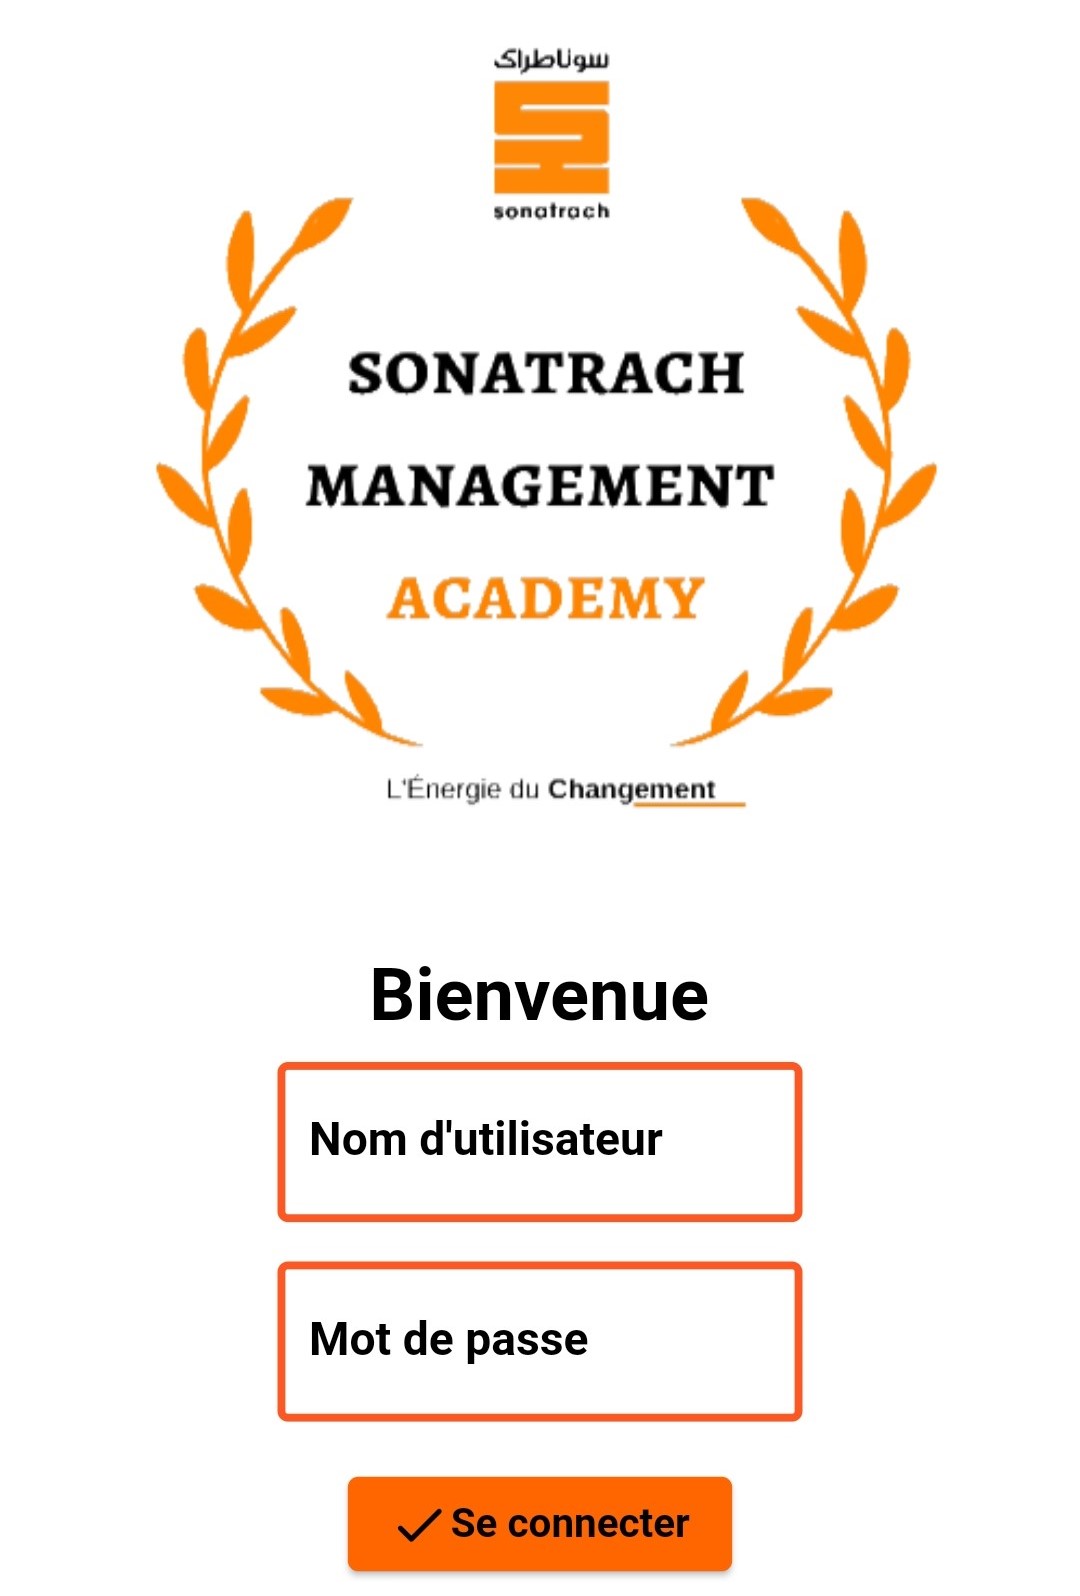 سوناطراك
sonatrach
SONATRACH
MANAGEMENT
ACADEMY
L'Énergie du Changement
Bienvenue
Nom d'utilisateur
Mot de passe
Se connecter